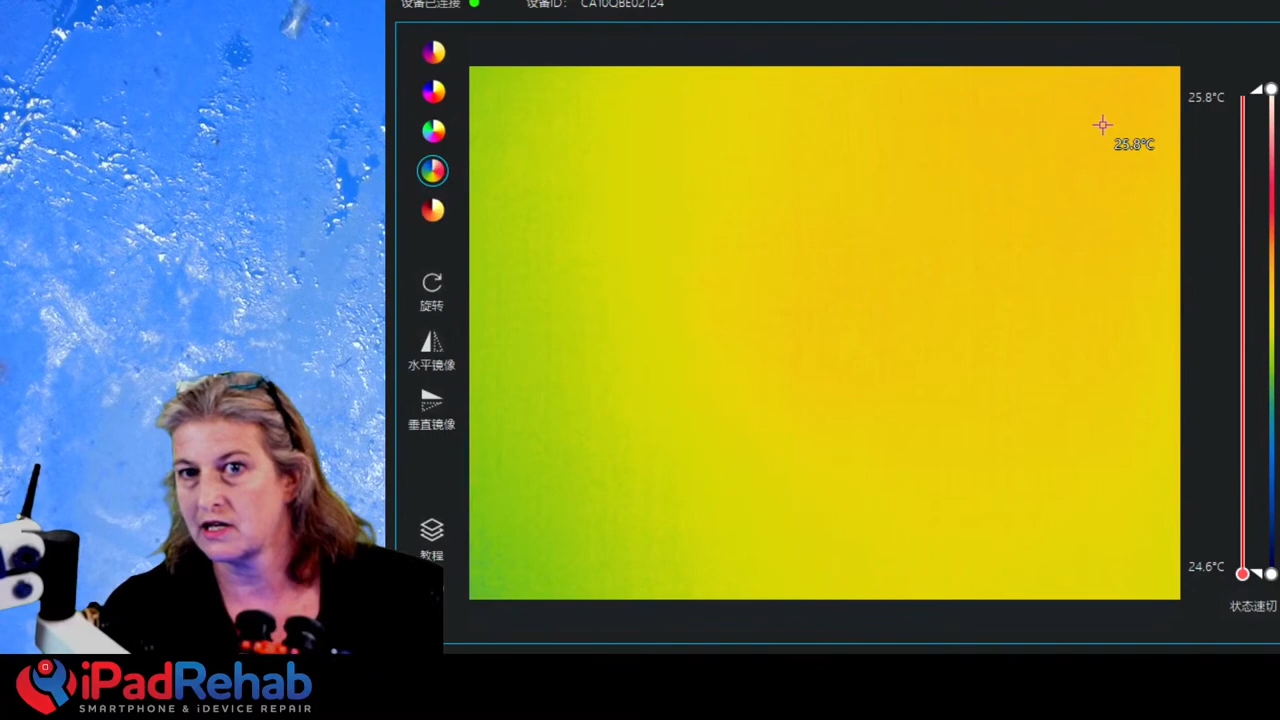 设备已连接
设备ID: CA10QBE02124
25.8°C
25.8°C
旋转
水平镜像
垂直镜像
教程
24.6°C
状态速切
iPadRehab
SMARTPHONE & iDEVICE REPAIR